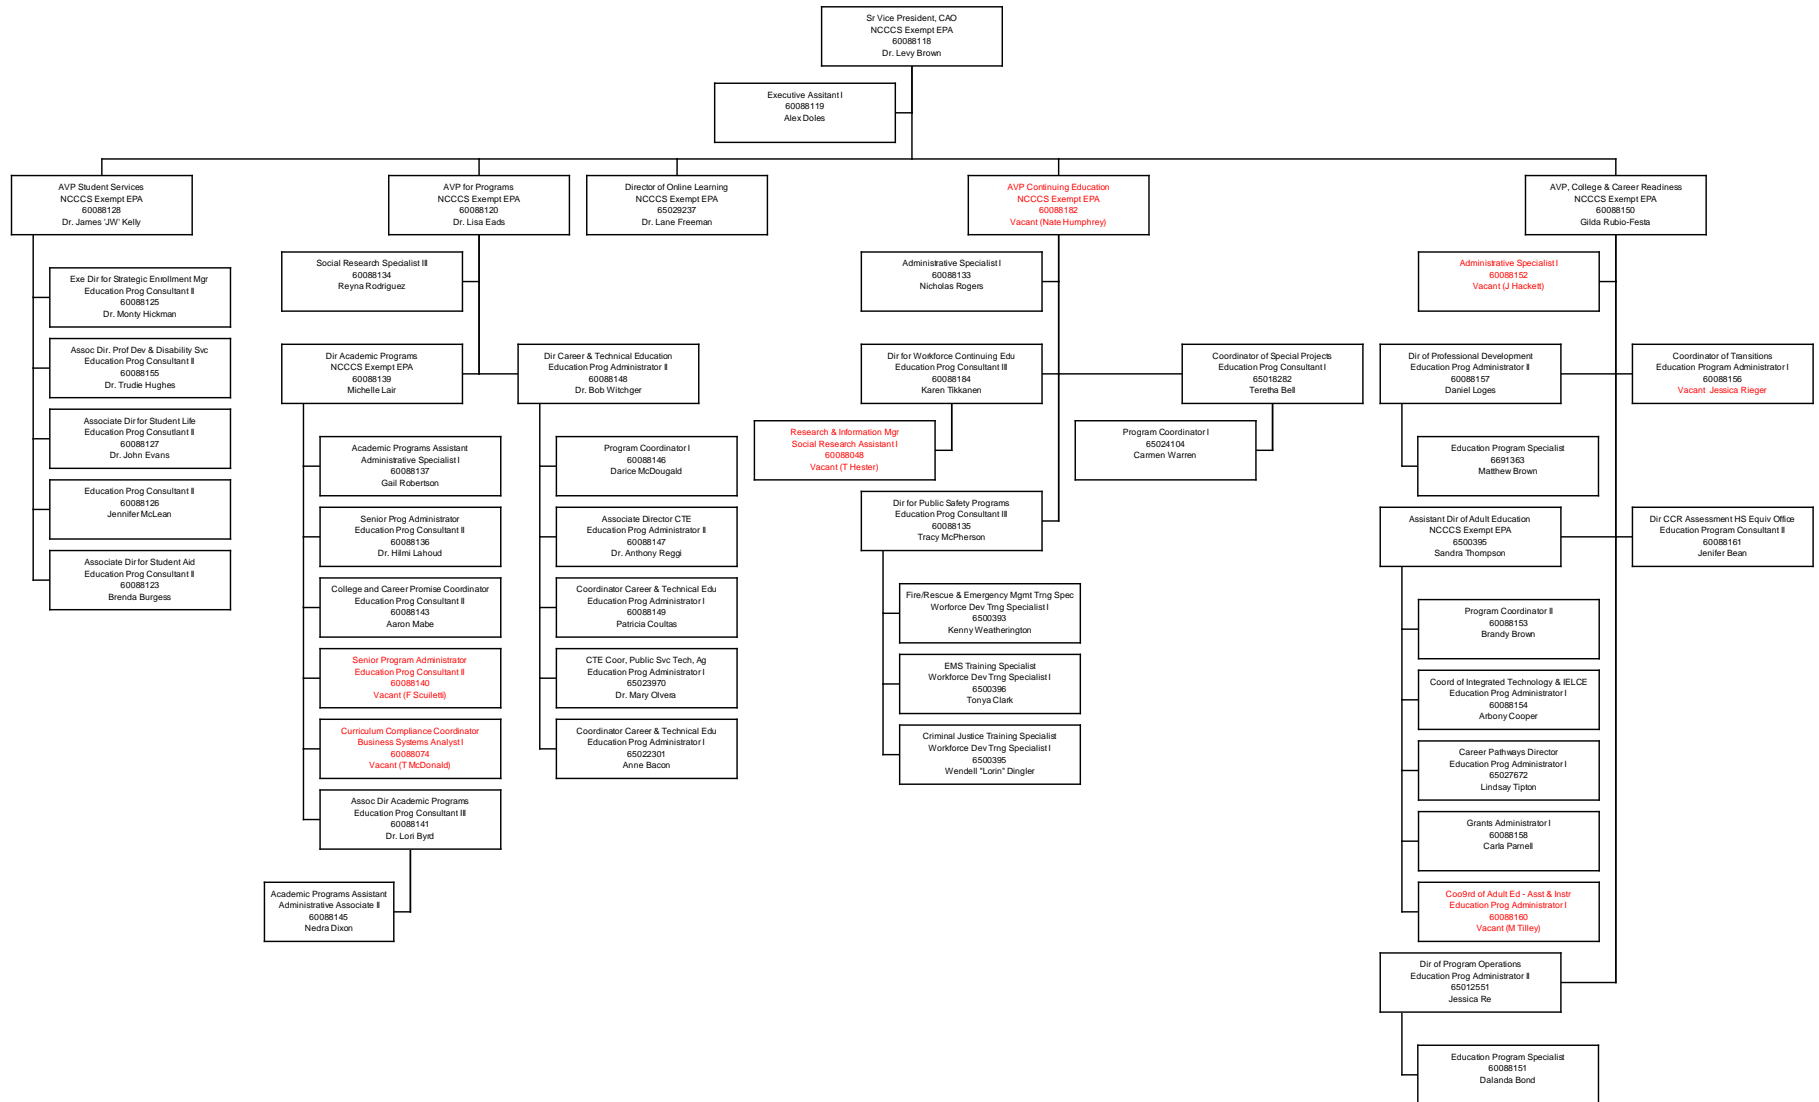 Sr Vice President, CAO
NCCCS Exempt EPA
60088118
Dr. Levy Brown
Executive Assitant I
60088119
Alex Doles
AVP Student Services
NCCCS Exempt EPA
60088128
Dr. James 'JW' Kelly
AVP for Programs
NCCCS Exempt EPA
60088120
Dr. Lisa Eads
Director of Online Learning
NCCCS Exempt EPA
65029237
Dr. Lane Freeman
AVP Continuing Education
NCCCS Exempt EPA
60088182
Vacant (Nate Humphrey)
AVP, College & Career Readiness
NCCCS Exempt EPA
60088150
Gilda Rubio-Festa
Exe Dir for Strategic Enrollment Mgr
Education Prog Consultant II
60088125
Dr. Monty Hickman
Assoc Dir. Prof Dev & Disability Svc
Education Prog Consultant II
60088155
Dr. Trudie Hughes
Associate Dir for Student Life
Education Prog Consutlant II
60088127
Dr. John Evans
Education Prog Consultant II
60088126
Jennifer McLean
Associate Dir for Student Aid
Education Prog Consultant II
60088123
Brenda Burgess
Social Research Specialist III
60088134
Reyna Rodriguez
Dir Academic Programs
NCCCS Exempt EPA
60088139
Michelle Lair
Dir Career & Technical Education
Education Prog Administrator II
60088148
Dr. Bob Witchger
Academic Programs Assistant
Administrative Specialist I
60088137
Gail Robertson
Senior Prog Administrator
Education Prog Consultant II
60088136
Dr. Hilmi Lahoud
College and Career Promise Coordinator
Education Prog Consultant II
60088143
Aaron Mabe
Senior Program Administrator
Education Prog Consultant II
60088140
Vacant (F Scuiletti)
Curriculum Compliance Coordinator
Business Systems Analyst I
60088074
Vacant (T McDonald)
Assoc Dir Academic Programs
Education Prog Consultant III
60088141
Dr. Lori Byrd
Academic Programs Assistant
Administrative Associate II
60088145
Nedra Dixon
Program Coordinator I
60088146
Darice McDougald
Associate Director CTE
Education Prog Administrator II
60088147
Dr. Anthony Reggi
Coordinator Career & Technical Edu
Education Prog Administrator I
60088149
Patricia Coultas
CTE Coor, Public Svc Tech, Ag
Education Prog Administrator I
65023970
Dr. Mary Olvera
Coordinator Career & Technical Edu
Education Prog Administrator I
65022301
Anne Bacon
Administrative Specialist I
60088133
Nicholas Rogers
Dir for Workforce Continuing Edu
Education Prog Consultant III
60088184
Karen Tikkanen
Coordinator of Special Projects
Education Prog Consultant I
65018282
Teretha Bell
Research & Information Mgr
Social Research Assistant I
60088048
Vacant (T Hester)
Program Coordinator I
65024104
Carmen Warren
Dir for Public Safety Programs
Education Prog Consultant III
60088135
Tracy McPherson
Fire/Rescue & Emergency Mgmt Trng Spec
Worforce Dev Trng Specialist I
6500393
Kenny Weatherington
EMS Training Specialist
Workforce Dev Trng Specialist I
6500396
Tonya Clark
Criminal Justice Training Specialist
Workforce Dev Trng Specialist I
6500395
Wendell "Lorin" Dingler
Administrative Specialist I
60088152
Vacant (J Hackett)
Dir of Professional Development
Education Prog Administrator II
60088157
Daniel Loges
Coordinator of Transitions
Education Program Administrator I
60088156
Vacant Jessica Rieger
Education Program Specialist
6691363
Matthew Brown
Assistant Dir of Adult Education
NCCCS Exempt EPA
6500395
Sandra Thompson
Dir CCR Assessment HS Equiv Office
Education Program Consultant II
60088161
Jenifer Bean
Program Coordinator II
60088153
Brandy Brown
Coord of Integrated Technology & IELCE
Education Prog Administrator I
60088154
Arbony Cooper
Career Pathways Director
Education Prog Administrator I
65027672
Lindsay Tipton
Grants Administrator I
60088158
Carla Parnell
Coo9rd of Adult Ed - Asst & Instr
Education Prog Administrator I
60088160
Vacant (M Tilley)
Dir of Program Operations
Education Prog Administrator II
65012551
Jessica Re
Education Program Specialist
60088151
Dalanda Bond